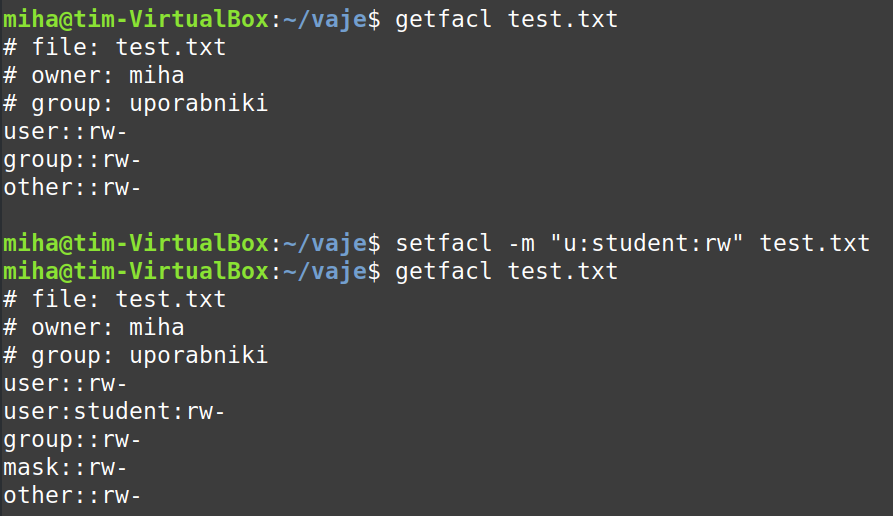 miha@tim-VirtualBox:~/vaje$ getfacl test.txt
# file: test.txt
# owner: miha
# group: uporabniki
user::rw-
group::rw-
other::rw-

miha@tim-VirtualBox:~/vaje$ setfacl -m "u:student:rw" test.txt
miha@tim-VirtualBox:~/vaje$ getfacl test.txt
# file: test.txt
# owner: miha
# group: uporabniki
user::rw-
user:student:rw-
group::rw-
mask::rw-
other::rw-